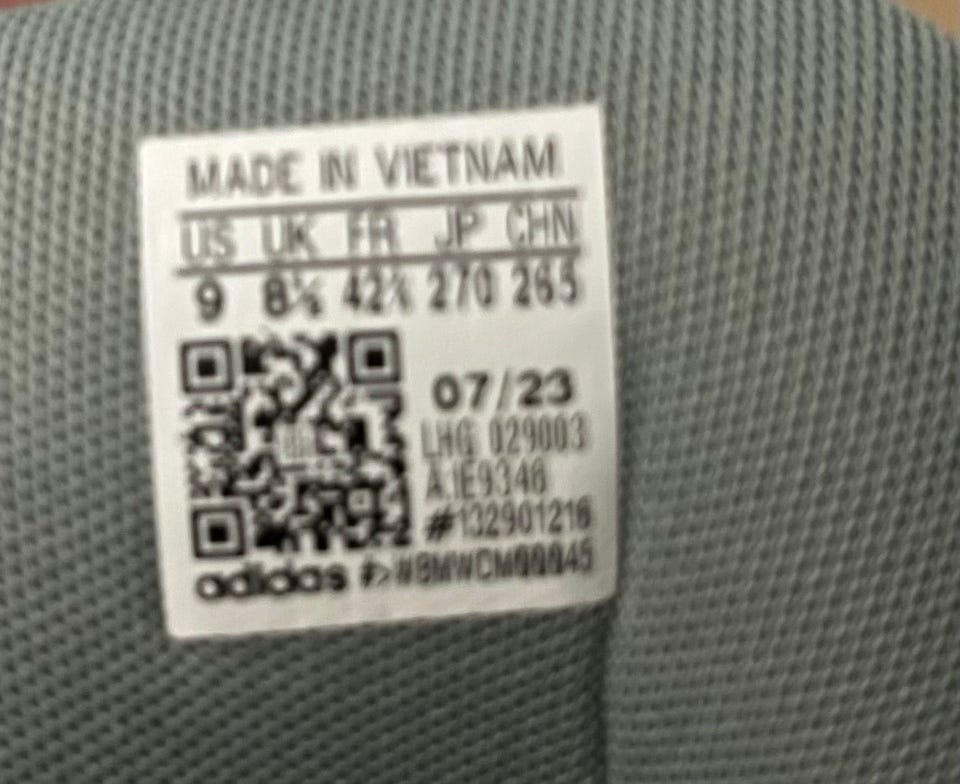 MADE IN VIETNAM
US UK FR JP CHN
9 8½ 42⅔ 270 265
07/23
LHG 029003
#132901216
adidas